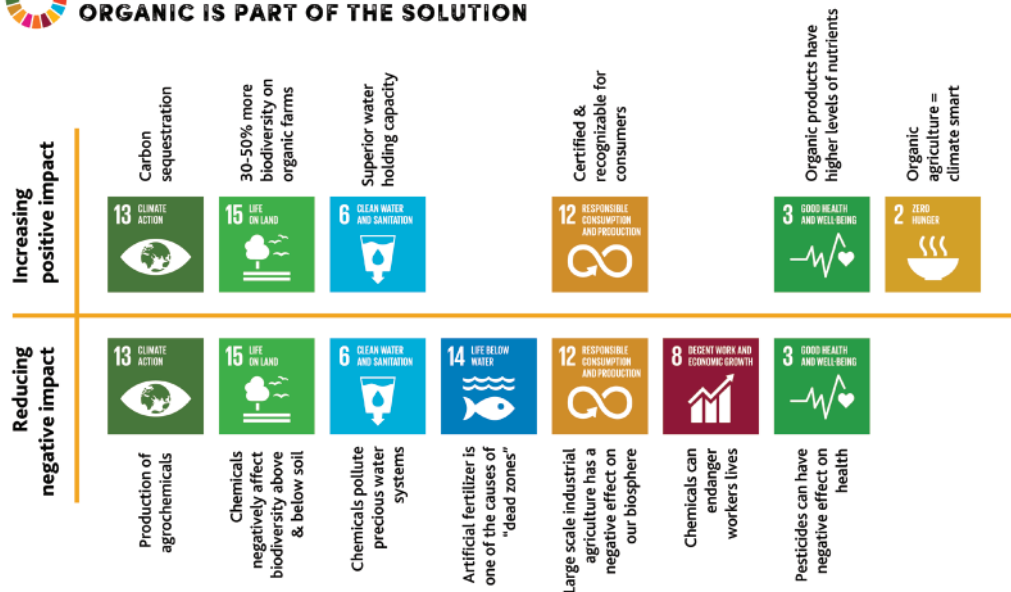 ORGANIC IS PART OF THE SOLUTION
Increasing
positive impact
Carbon
sequestration
13 CLIMATE
ACTION
30-50% more
biodiversity on
organic farms
15 LIFE
ON LAND
Superior water
holding capacity
6 CLEAN WATER
AND SANITATION
Certified &
recognizable for
consumers
12 RESPONSIBLE
CONSUMPTION
AND PRODUCTION
Organic products have
higher levels of nutrients
3 GOOD HEALTH
AND WELL-BEING
Organic
agriculture =
climate smart
2 ZERO
HUNGER
Reducing
negative impact
13 CLIMATE
ACTION
Production of
agrochemicals
15 LIFE
ON LAND
Chemicals
negatively affect
biodiversity above
& below soil
6 CLEAN WATER
AND SANITATION
Chemicals pollute
precious water
systems
14 LIFE BELOW
WATER
Artificial fertilizer is
one of the causes of
"dead zones"
12 RESPONSIBLE
CONSUMPTION
AND PRODUCTION
Large scale industrial
agriculture has a
negative effect on
our biosphere
8 DECENT WORK AND
ECONOMIC GROWTH
Chemicals can
endanger
workers lives
3 GOOD HEALTH
AND WELL-BEING
Pesticides can have
negative effect on
health